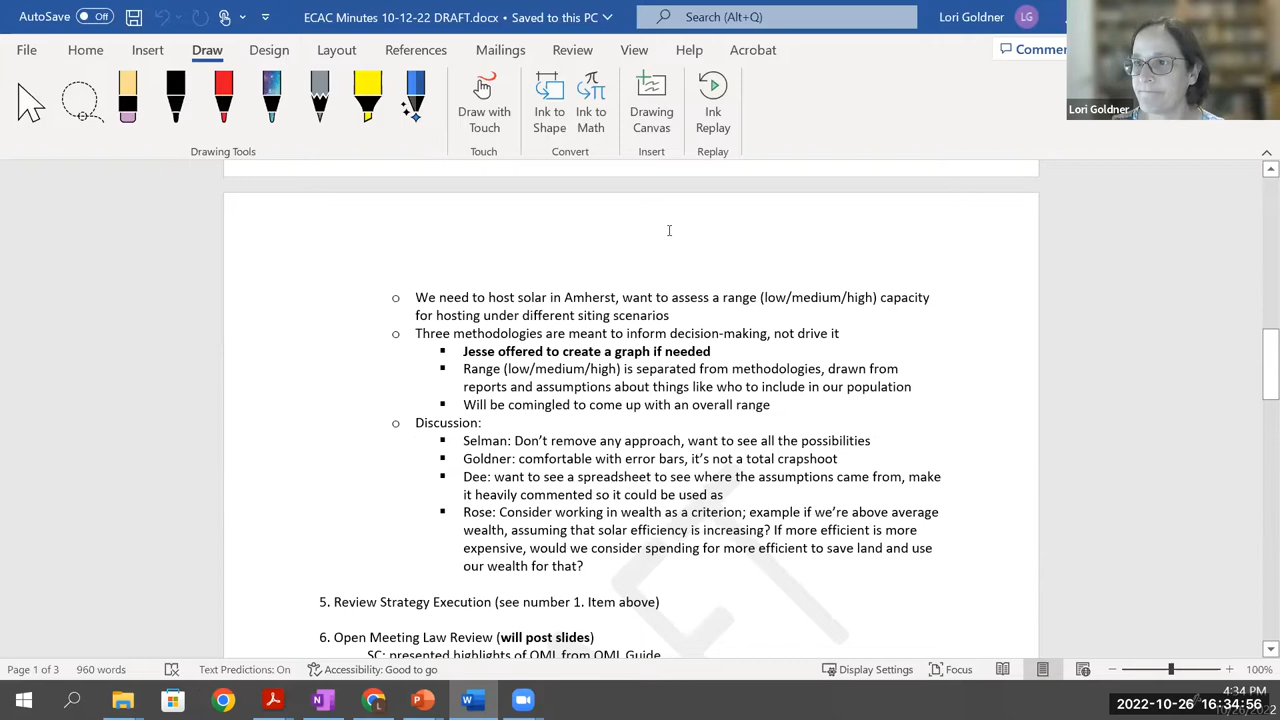 AutoSave Off ECAC Minutes 10-12-22 DRAFT.docx • Saved to this PC Search (Alt+Q) Lori Goldner LG
File Home Insert Draw Design Layout References Mailings Review View Help Acrobat
Lori Goldner
Draw with Touch
Ink to Shape
Ink to Math
Drawing Canvas
Ink Replay
Drawing Tools Touch Convert Insert Replay
o We need to host solar in Amherst, want to assess a range (low/medium/high) capacity
for hosting under different siting scenarios
o Three methodologies are meant to inform decision-making, not drive it
▪ Jesse offered to create a graph if needed
▪ Range (low/medium/high) is separated from methodologies, drawn from
reports and assumptions about things like who to include in our population
▪ Will be comingled to come up with an overall range
o Discussion:
▪ Selman: Don't remove any approach, want to see all the possibilities
▪ Goldner: comfortable with error bars, it's not a total crapshoot
▪ Dee: want to see a spreadsheet to see where the assumptions came from, make
it heavily commented so it could be used as
▪ Rose: Consider working in wealth as a criterion; example if we're above average
wealth, assuming that solar efficiency is increasing? If more efficient is more
expensive, would we consider spending for more efficient to save land and use
our wealth for that?
5. Review Strategy Execution (see number 1. Item above)
6. Open Meeting Law Review (will post slides)
SC: presented highlights of OML from OML Guide
Page 1 of 3 960 words Text Predictions: On Accessibility: Good to go Display Settings Focus 100%
4:34 PM
2022-10-26 16:34:56